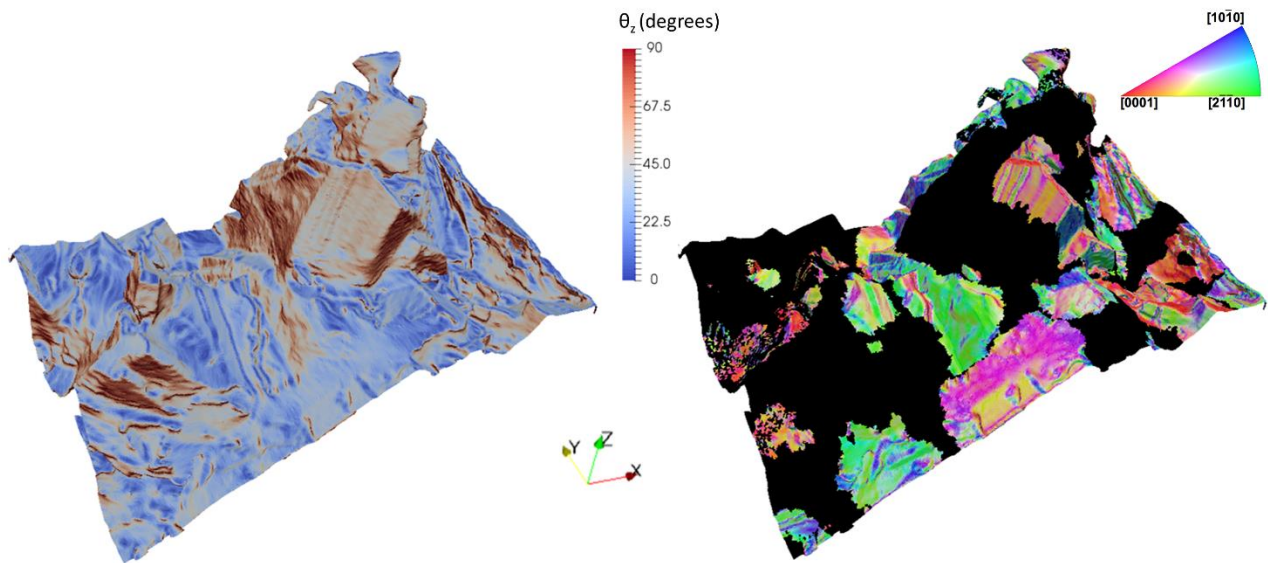 θz (degrees)
90
67.5
45.0
22.5
0
Y
Z
X
[101̄0]
[0001]
[21̄1̄0]